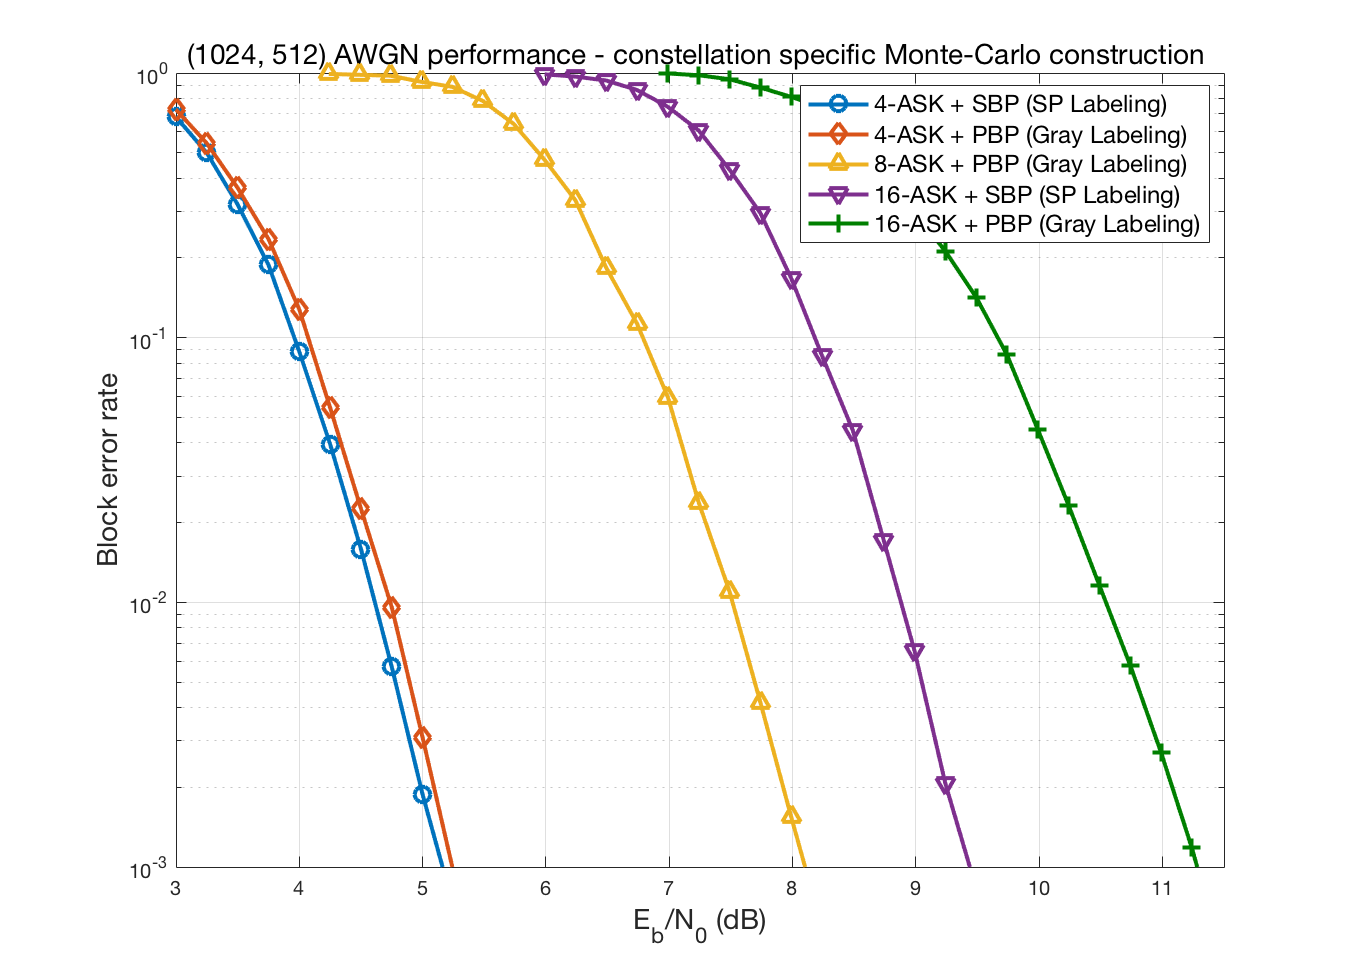 (1024, 512) AWGN performance - constellation specific Monte-Carlo construction
4-ASK + SBP (SP Labeling)
4-ASK + PBP (Gray Labeling)
8-ASK + PBP (Gray Labeling)
16-ASK + SBP (SP Labeling)
16-ASK + PBP (Gray Labeling)
Block error rate
10^0
10^-1
10^-2
10^-3
3 4 5 6 7 8 9 10 11
E_b/N_0 (dB)